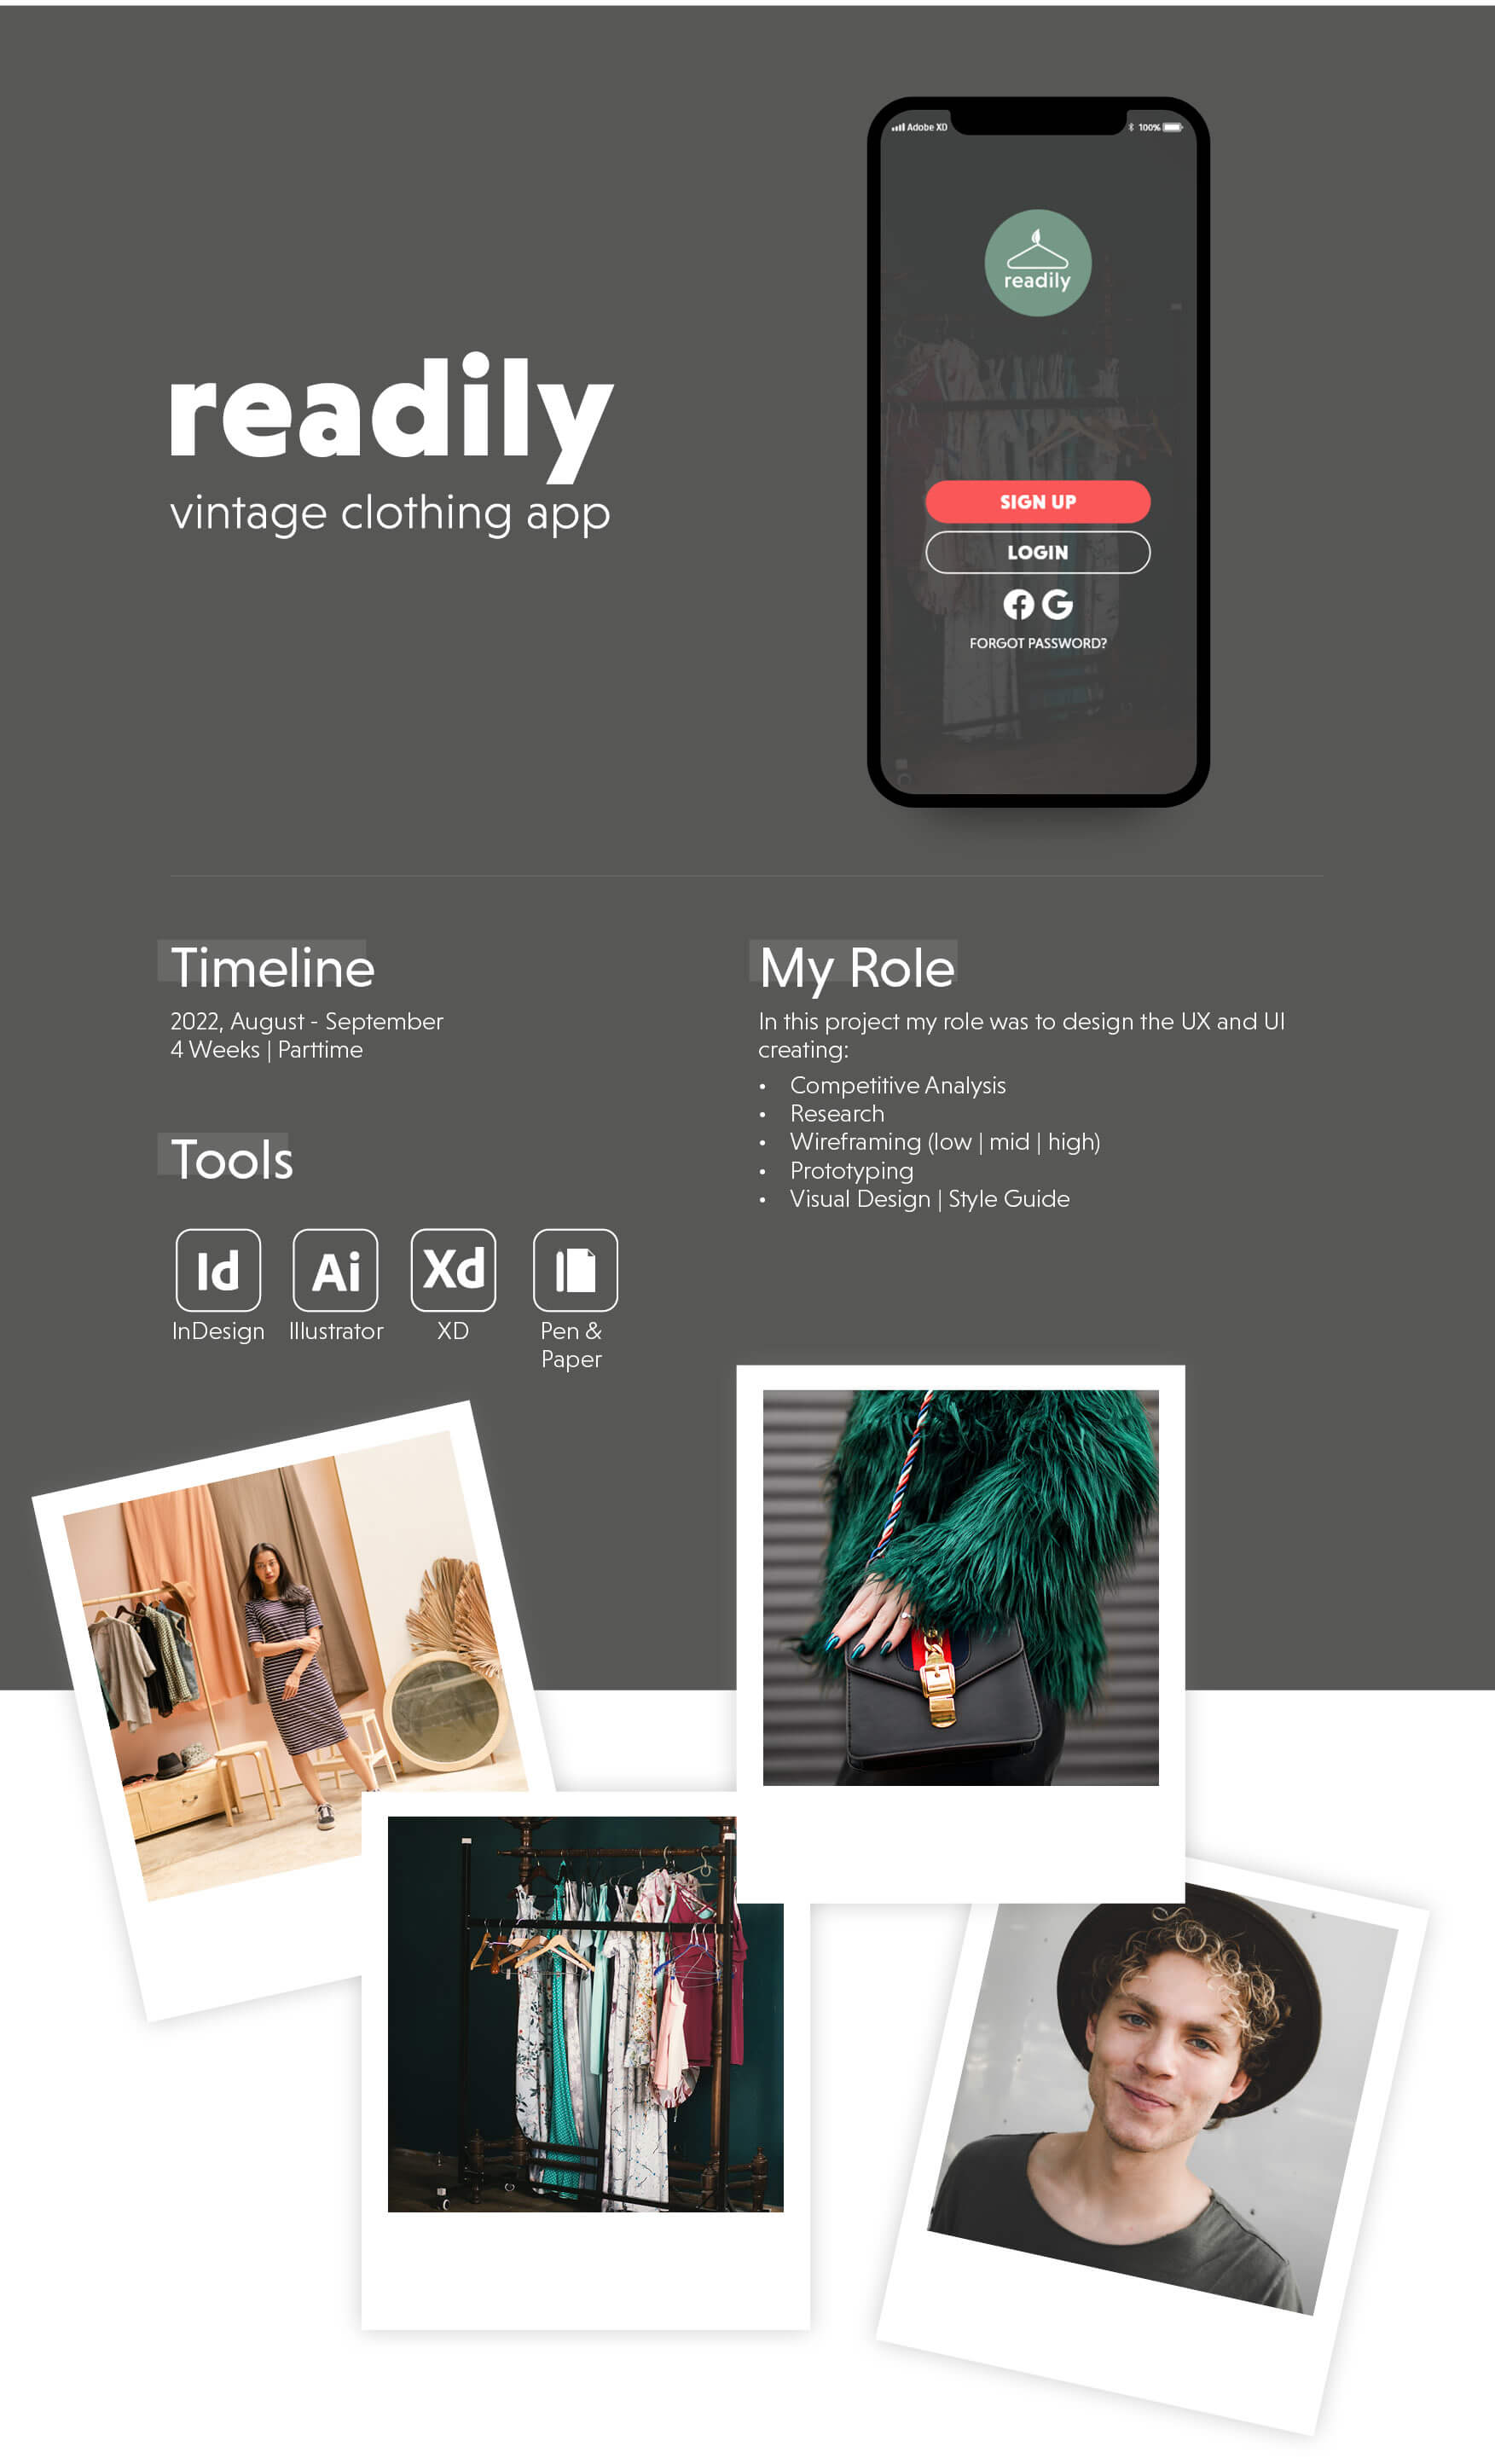 Adobe XD
100%
readily
readily
vintage clothing app
SIGN UP
LOGIN
FORGOT PASSWORD?
Timeline
2022, August - September
4 Weeks | Parttime
My Role
In this project my role was to design the UX and UI
creating:
• Competitive Analysis
• Research
• Wireframing (low | mid | high)
• Prototyping
• Visual Design | Style Guide
Tools
Id
Ai
Xd
InDesign
Illustrator
XD
Pen &
Paper